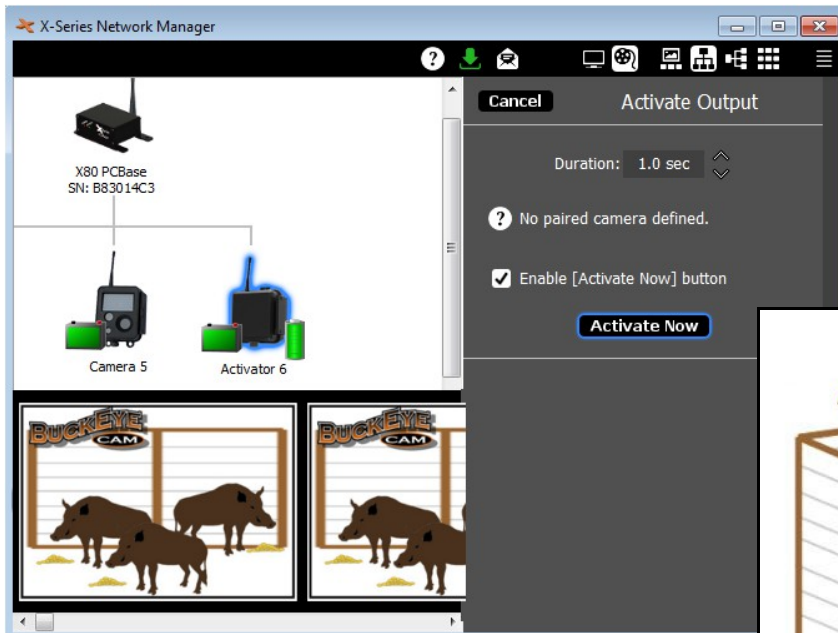 X-Series Network Manager
Cancel
Activate Output
X80 PCBase
SN: B83014C3
Duration: 1.0 sec
? No paired camera defined.
Enable [Activate Now] button
Activate Now
Camera 5
Activator 6
BUCKEYE
CAM
BUCKEYE
CAM